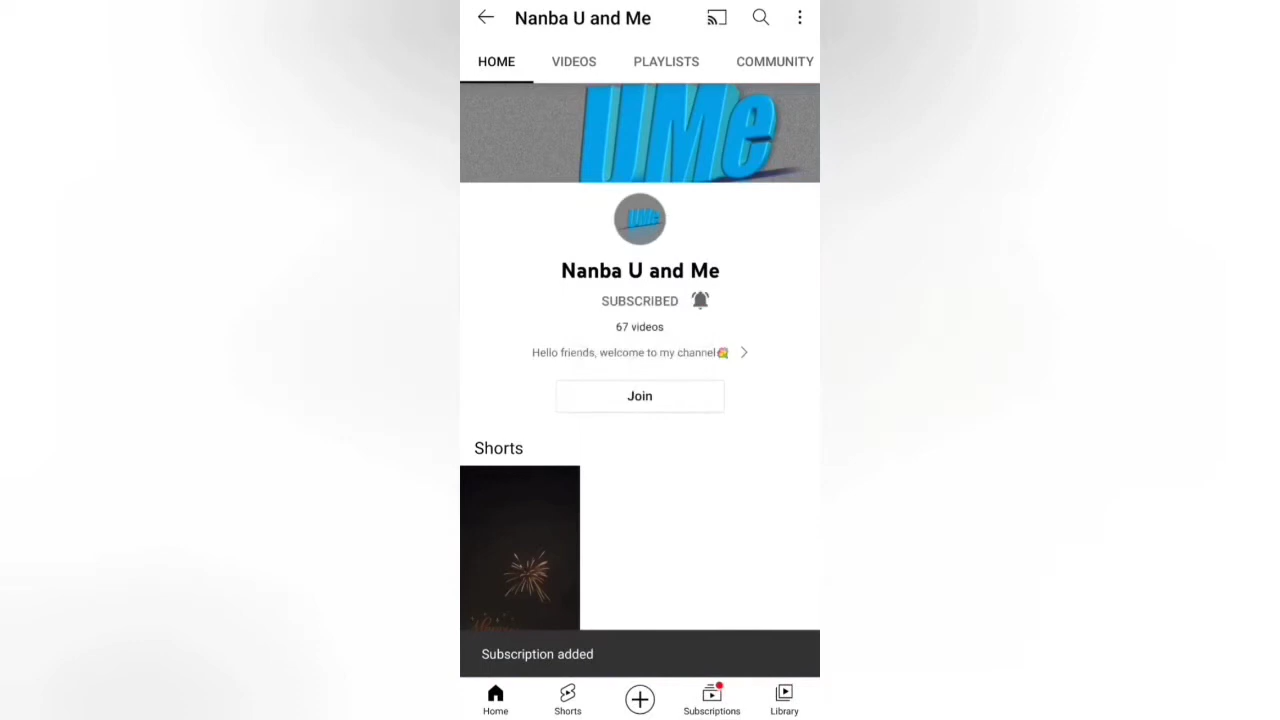 Nanba U and Me
HOME VIDEOS PLAYLISTS COMMUNITY
UMe
UMe
Nanba U and Me
SUBSCRIBED
67 videos
Hello friends, welcome to my channel
Join
Shorts
Subscription added
Home Shorts Subscriptions Library